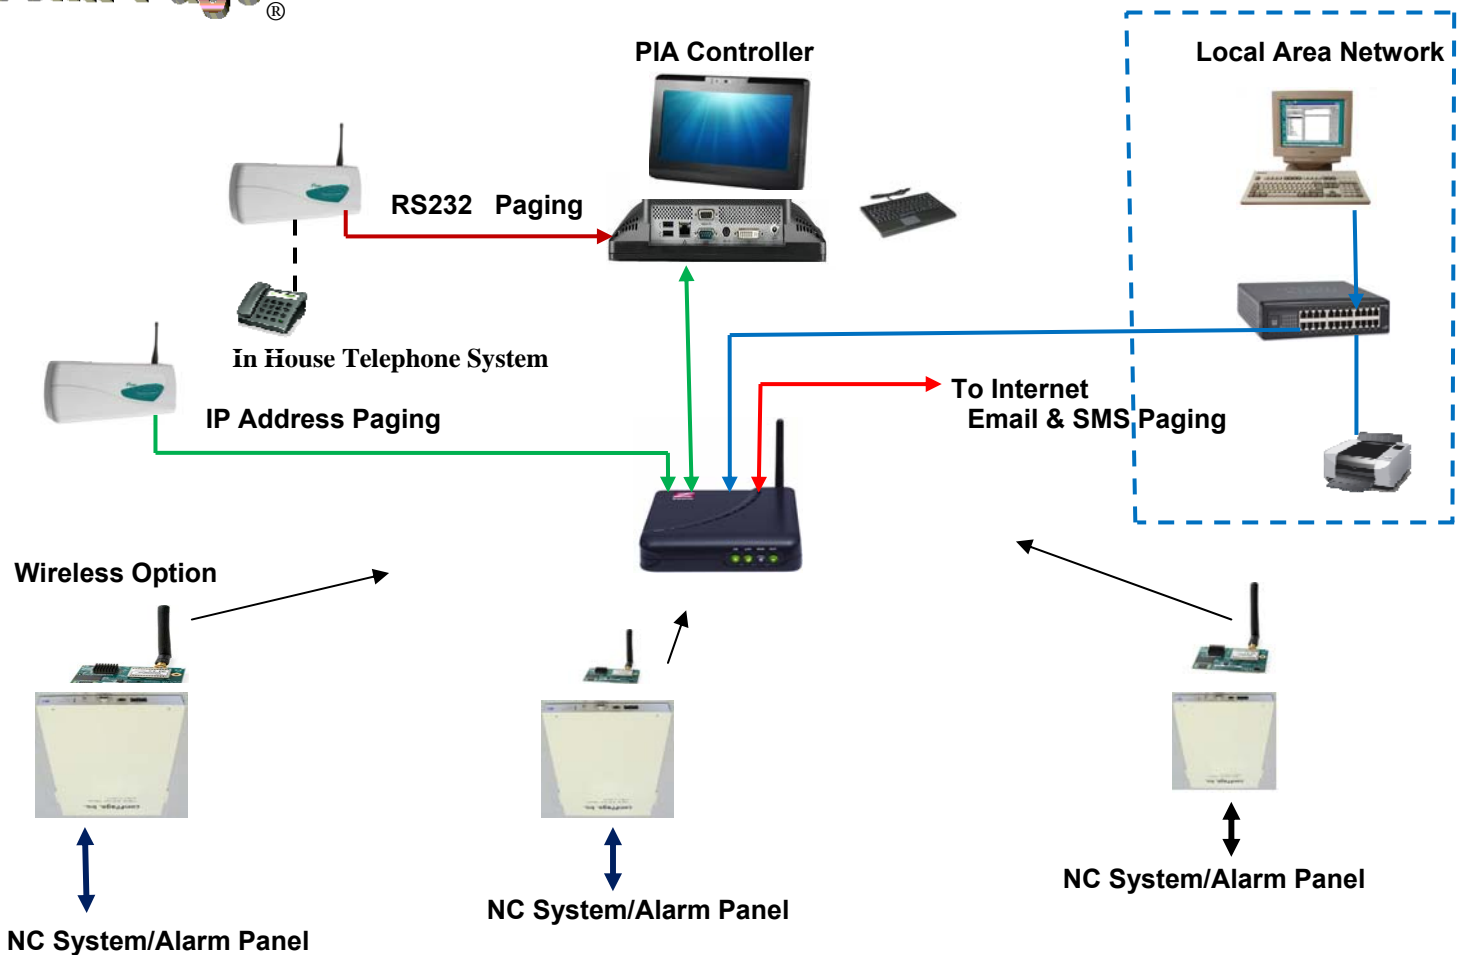 ®
PIA Controller
Local Area Network
RS232 Paging
In House Telephone System
IP Address Paging
To Internet
Email & SMS Paging
Wireless Option
NC System/Alarm Panel
NC System/Alarm Panel
NC System/Alarm Panel